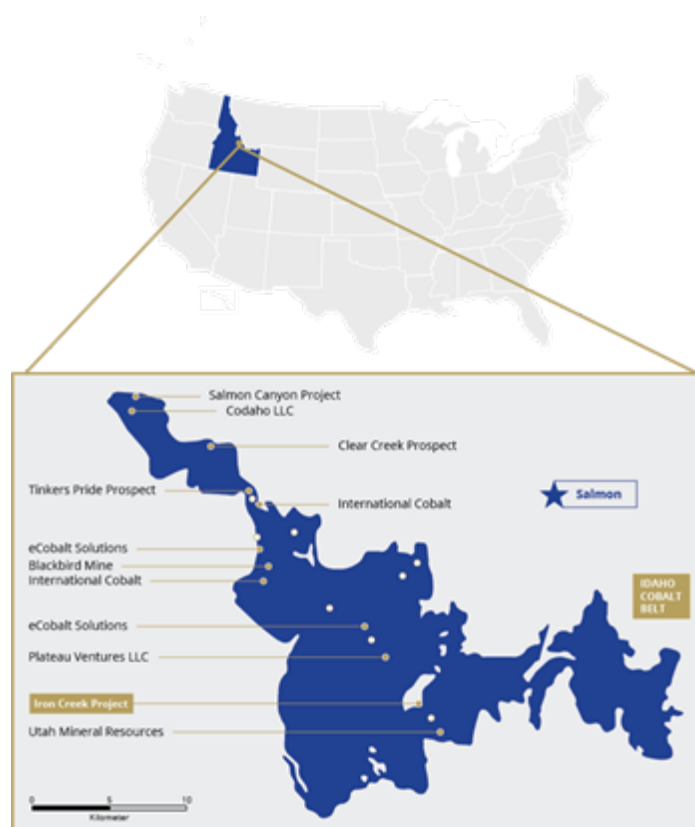 Salmon Canyon Project
Codaho LLC
Clear Creek Prospect
Tinkers Pride Prospect
Salmon
International Cobalt
eCobalt Solutions
Blackbird Mine
International Cobalt
IDAHO
COBALT
BELT
eCobalt Solutions
Plateau Ventures LLC
Iron Creek Project
Utah Mineral Resources
0 5 10
Kilometer